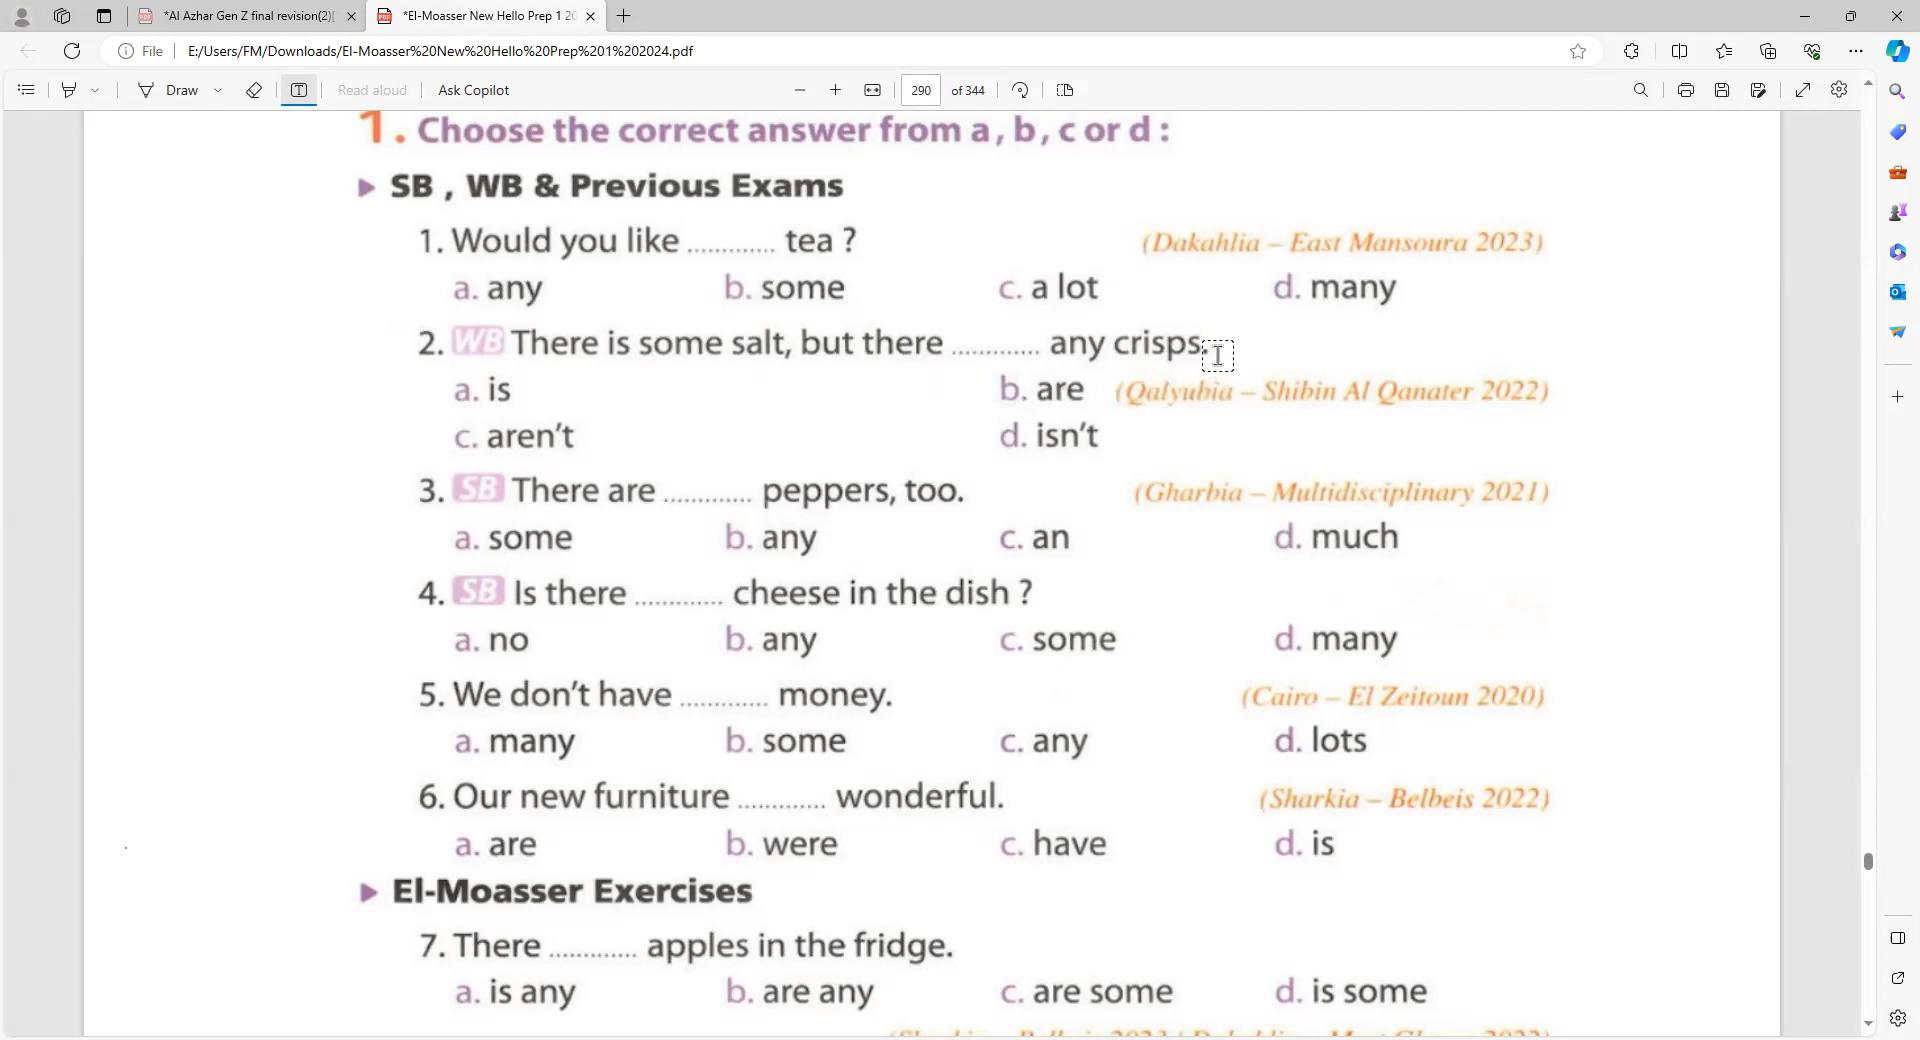 *Al Azhar Gen Z final revision(2)
*El-Moasser New Hello Prep 1 20
File E:/Users/FM/Downloads/El-Moasser%20New%20Hello%20Prep%201%202024.pdf
Draw Read aloud Ask Copilot 290 of 344
1. Choose the correct answer from a, b, c or d :
SB , WB & Previous Exams
1. Would you like ............. tea ? (Dakahlia – East Mansoura 2023)
a. any b. some c. a lot d. many
2. WB There is some salt, but there ............. any crisps.
a. is b. are (Qalyubia – Shibin Al Qanater 2022)
c. aren't d. isn't
3. SB There are ............. peppers, too. (Gharbia – Multidisciplinary 2021)
a. some b. any c. an d. much
4. SB Is there ............. cheese in the dish ?
a. no b. any c. some d. many
5. We don't have ............. money. (Cairo – El Zeitoun 2020)
a. many b. some c. any d. lots
6. Our new furniture ............. wonderful. (Sharkia – Belbeis 2022)
a. are b. were c. have d. is
El-Moasser Exercises
7. There ............. apples in the fridge.
a. is any b. are any c. are some d. is some